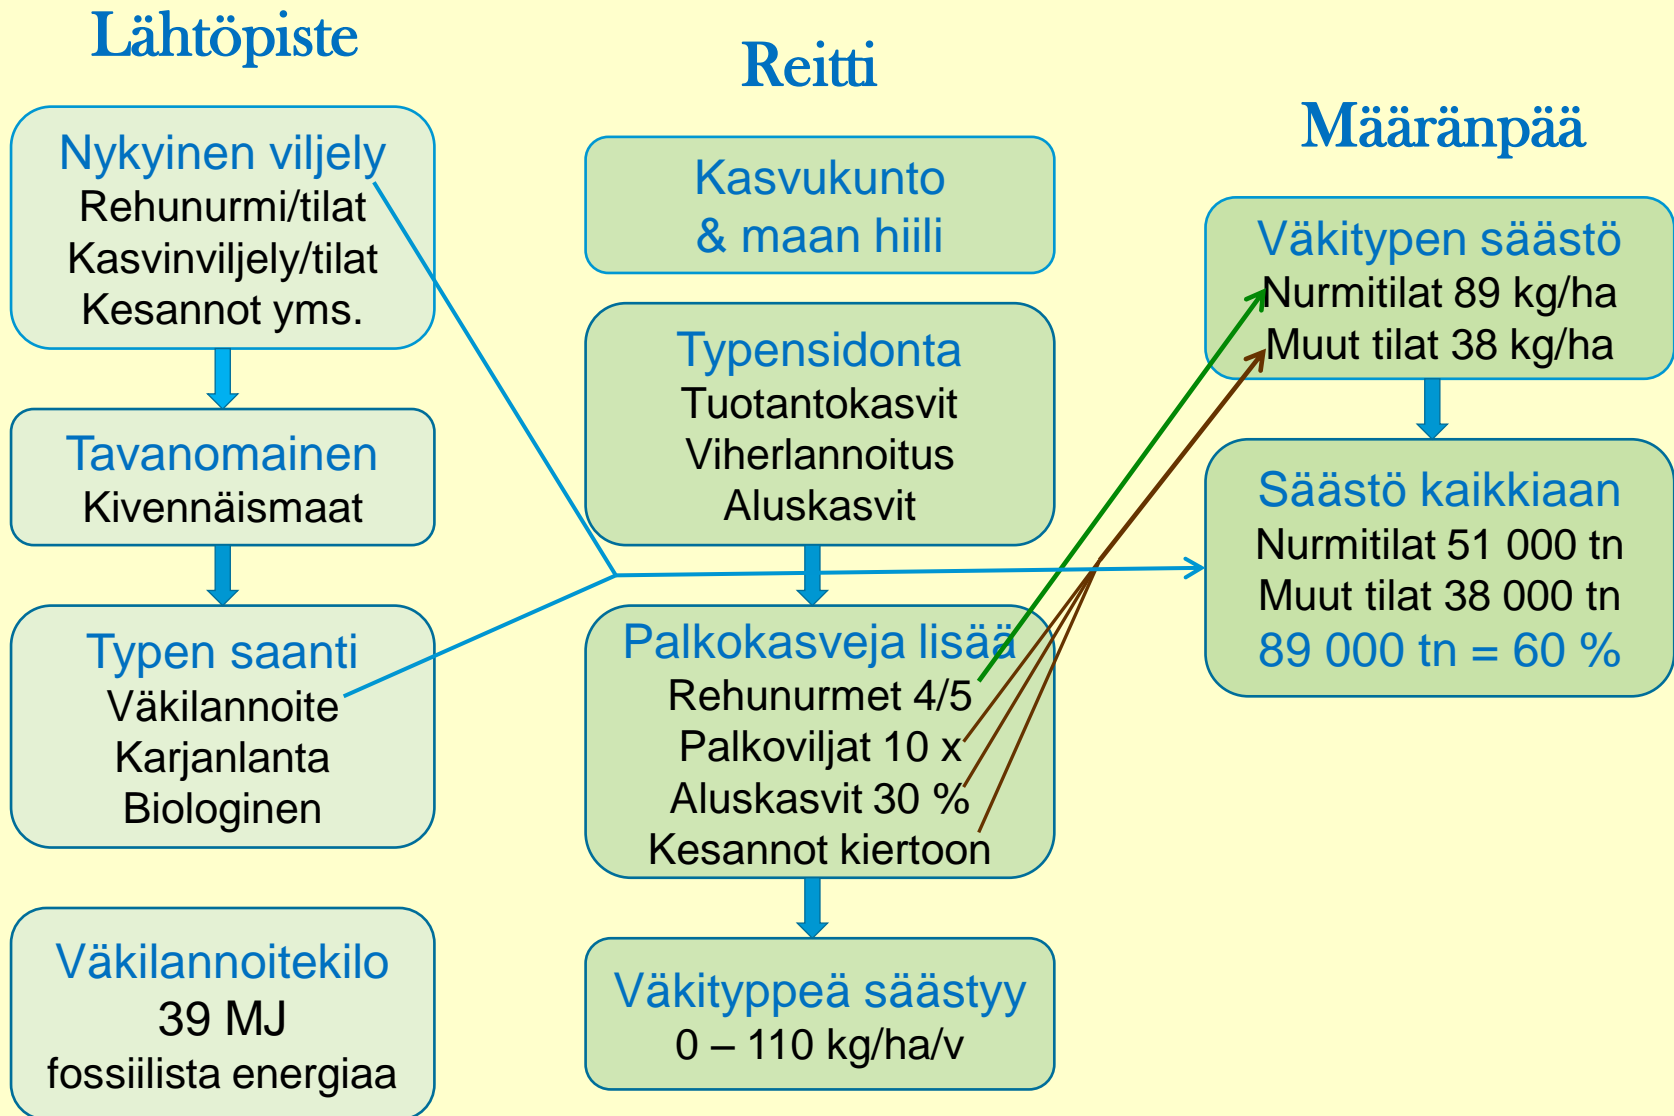 Lähtöpiste
Nykyinen viljely
Rehunurmi/tilat
Kasvinviljely/tilat
Kesannot yms.
Tavanomainen
Kivennäismaat
Typen saanti
Väkilannoite
Karjanlanta
Biologinen
Väkilannoitekilo
39 MJ
fossiilista energiaa
Reitti
Kasvukunto
& maan hiili
Typensidonta
Tuotantokasvit
Viherlannoitus
Aluskasvit
Palkokasveja lisää
Rehunurmet 4/5
Palkoviljat 10 x
Aluskasvit 30 %
Kesannot kiertoon
Väkityppeä säästyy
0 – 110 kg/ha/v
Määränpää
Väkitypen säästö
Nurmitilat 89 kg/ha
Muut tilat 38 kg/ha
Säästö kaikkiaan
Nurmitilat 51 000 tn
Muut tilat 38 000 tn
89 000 tn = 60 %